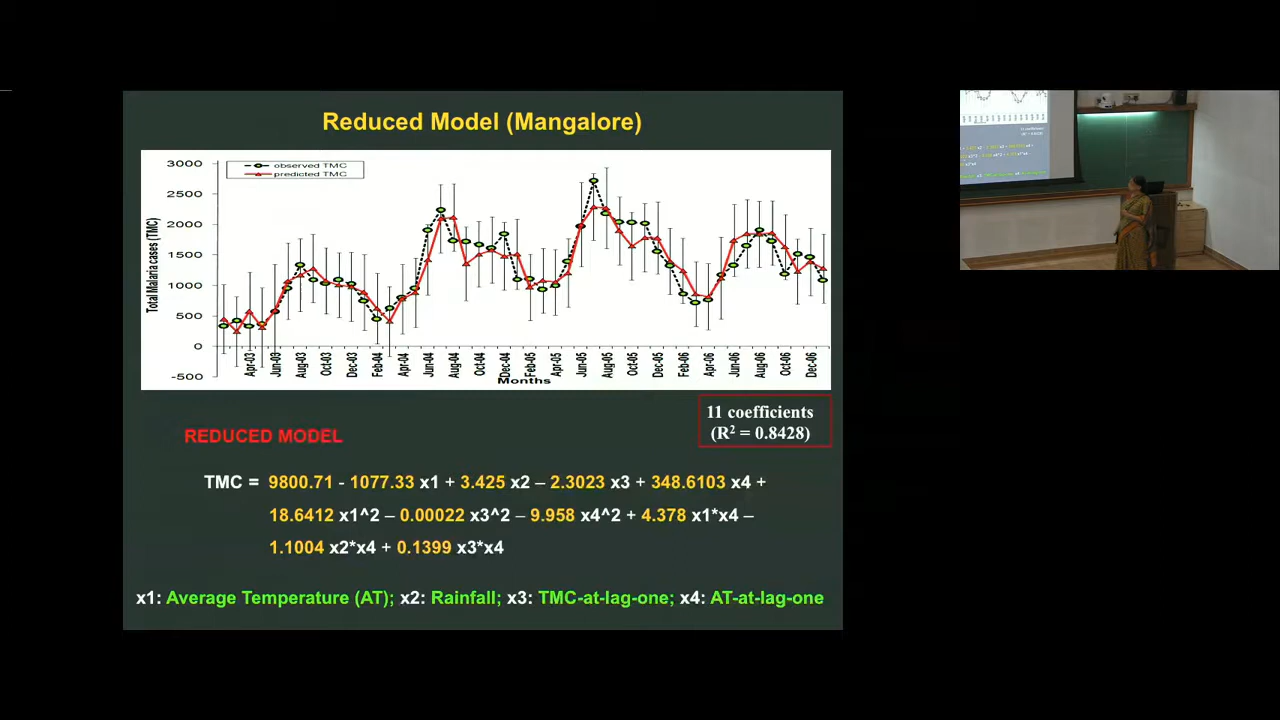 Reduced Model (Mangalore)
observed TMC
predicted TMC
3000
2500
2000
1500
1000
500
0
-500
Total Malaria cases (TMC)
Apr-03 Jun-03 Aug-03 Oct-03 Dec-03 Feb-04 Apr-04 Jun-04 Aug-04 Oct-04 Dec-04 Feb-05 Apr-05 Jun-05 Aug-05 Oct-05 Dec-05 Feb-06 Apr-06 Jun-06 Aug-06 Oct-06 Dec-06
Months
11 coefficients
(R² = 0.8428)
REDUCED MODEL
TMC = 9800.71 - 1077.33 x1 + 3.425 x2 – 2.3023 x3 + 348.6103 x4 +
18.6412 x1^2 – 0.00022 x3^2 – 9.958 x4^2 + 4.378 x1*x4 –
1.1004 x2*x4 + 0.1399 x3*x4
x1: Average Temperature (AT); x2: Rainfall; x3: TMC-at-lag-one; x4: AT-at-lag-one